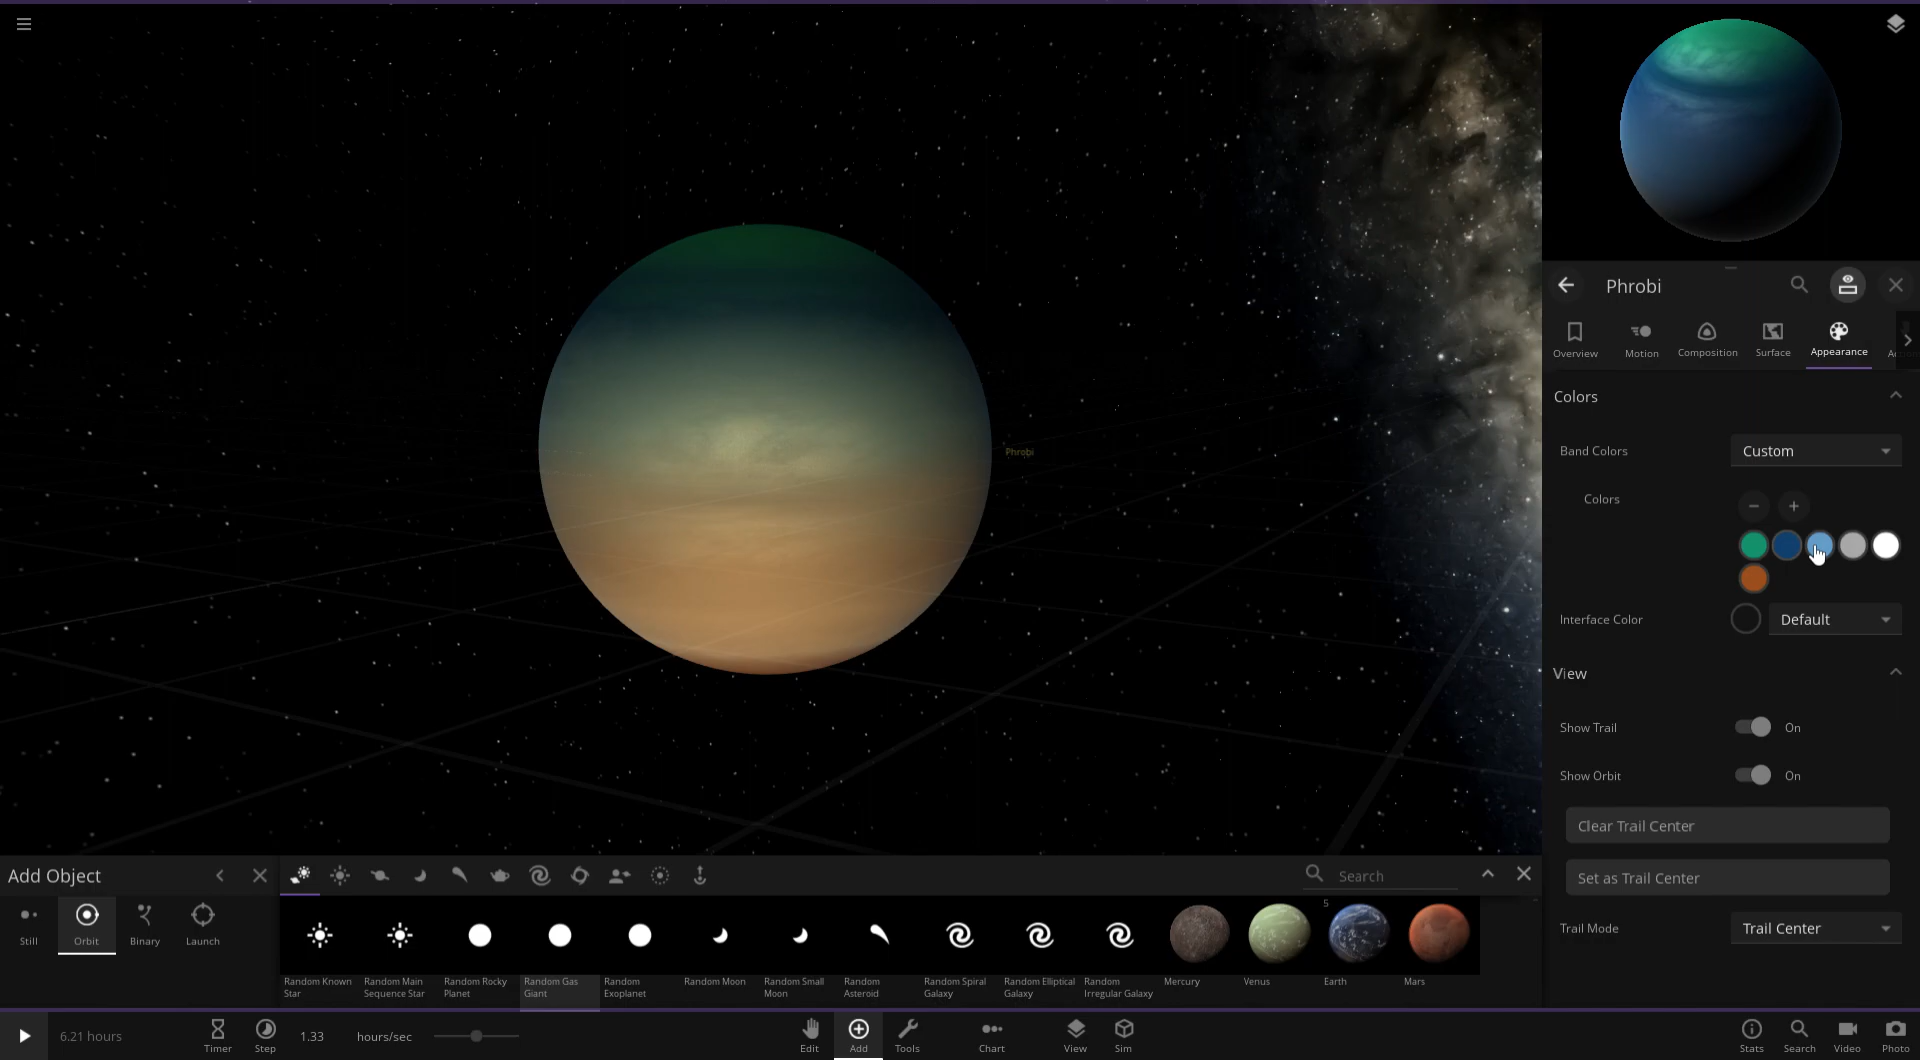 Phrobi
Phrobi
Overview
Motion
Composition
Surface
Appearance
Colors
Band Colors
Custom
Colors
Interface Color
Default
View
Show Trail
On
Show Orbit
On
Clear Trail Center
Set as Trail Center
Trail Mode
Trail Center
Add Object
Still
Orbit
Binary
Launch
Search
5
Random Known
Star
Random Main
Sequence Star
Random Rocky
Planet
Random Gas
Giant
Random
Exoplanet
Random Moon
Random Small
Moon
Random
Asteroid
Random Spiral
Galaxy
Random Elliptical
Galaxy
Random
Irregular Galaxy
Mercury
Venus
Earth
Mars
6.21 hours
Timer
Step
1.33
hours/sec
Edit
Add
Tools
Chart
View
Sim
Stats
Search
Video
Photo